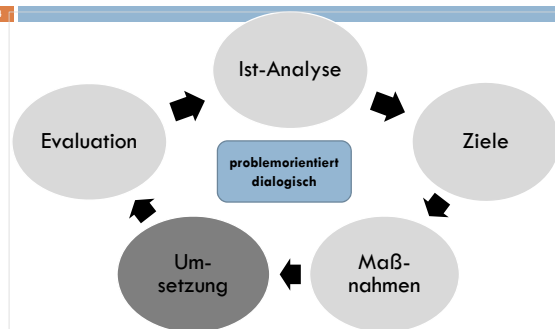 Ist-Analyse
Ziele
Maß-
nahmen
Um-
setzung
Evaluation
problemorientiert
dialogisch